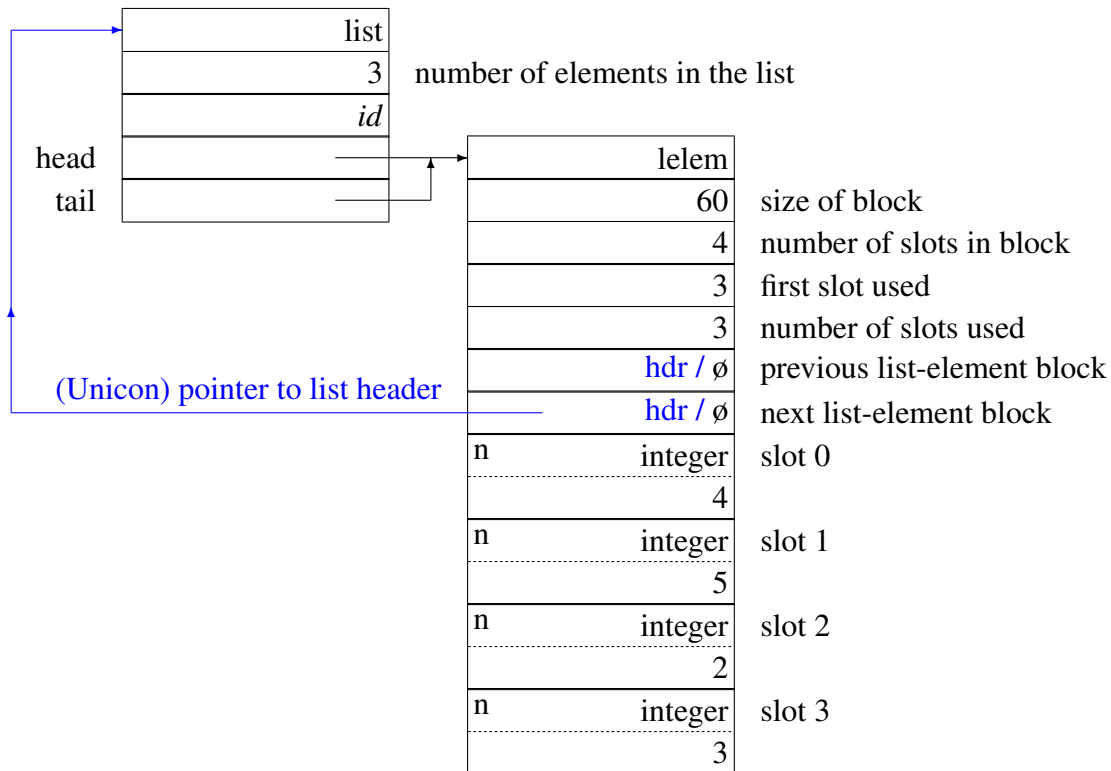 list
3 number of elements in the list
id
head
tail
lelem
60 size of block
4 number of slots in block
3 first slot used
3 number of slots used
hdr / ø previous list-element block
(Unicon) pointer to list header
hdr / ø next list-element block
n integer slot 0
4
n integer slot 1
5
n integer slot 2
2
n integer slot 3
3